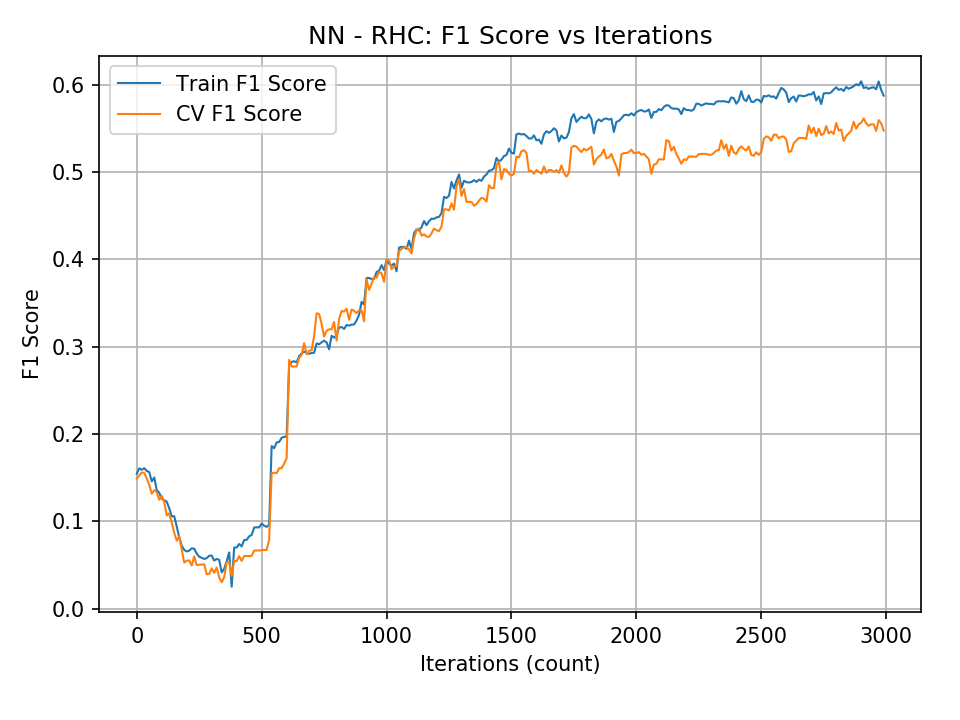 NN - RHC: F1 Score vs Iterations
Train F1 Score
CV F1 Score
F1 Score
0.6
0.5
0.4
0.3
0.2
0.1
0.0
0 500 1000 1500 2000 2500 3000
Iterations (count)